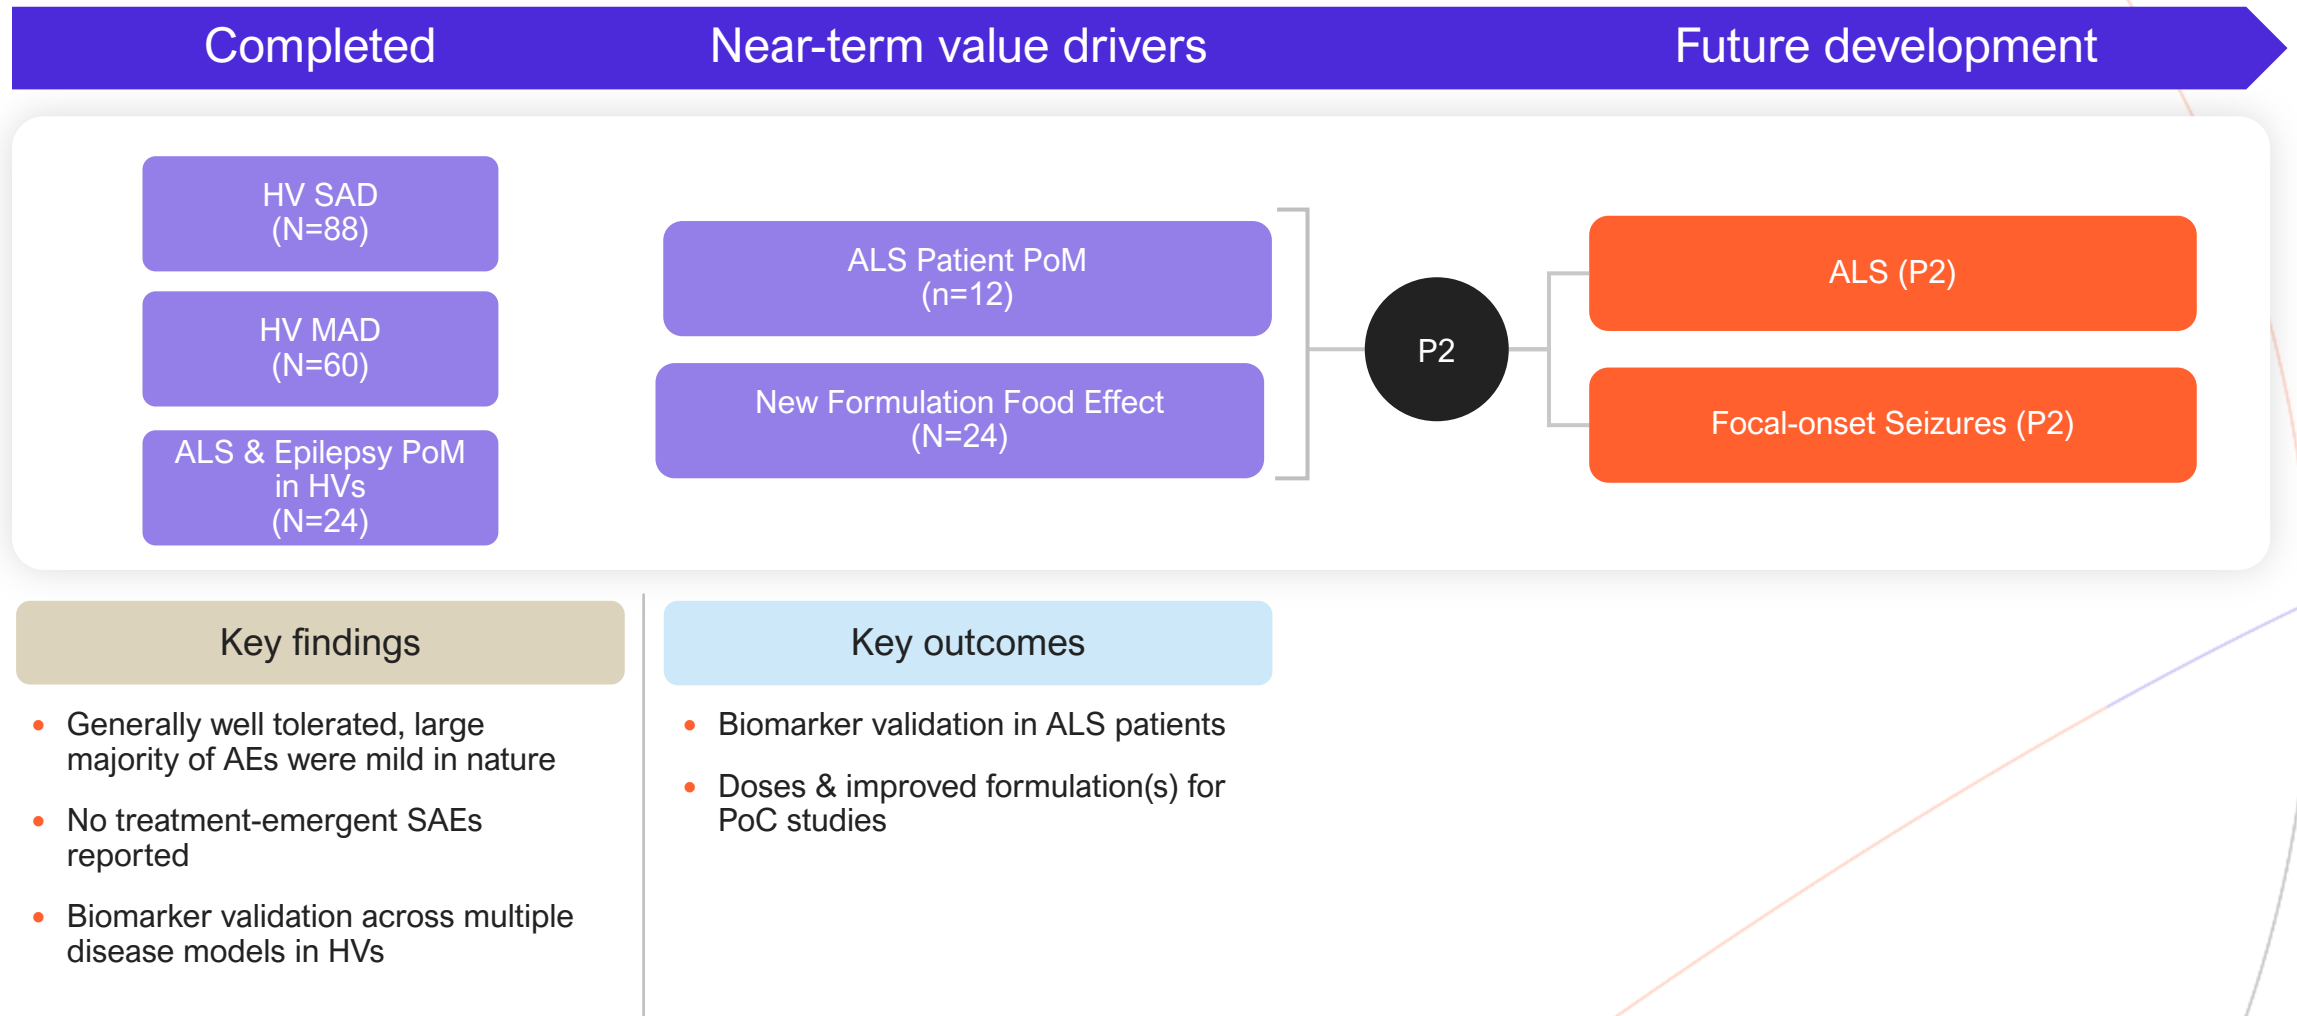 Completed
Near-term value drivers
Future development
HV SAD
(N=88)
HV MAD
(N=60)
ALS & Epilepsy PoM
in HVs
(N=24)
ALS Patient PoM
(n=12)
New Formulation Food Effect
(N=24)
P2
ALS (P2)
Focal-onset Seizures (P2)
Key findings
• Generally well tolerated, large
majority of AEs were mild in nature
• No treatment-emergent SAEs
reported
• Biomarker validation across multiple
disease models in HVs
Key outcomes
• Biomarker validation in ALS patients
• Doses & improved formulation(s) for
PoC studies